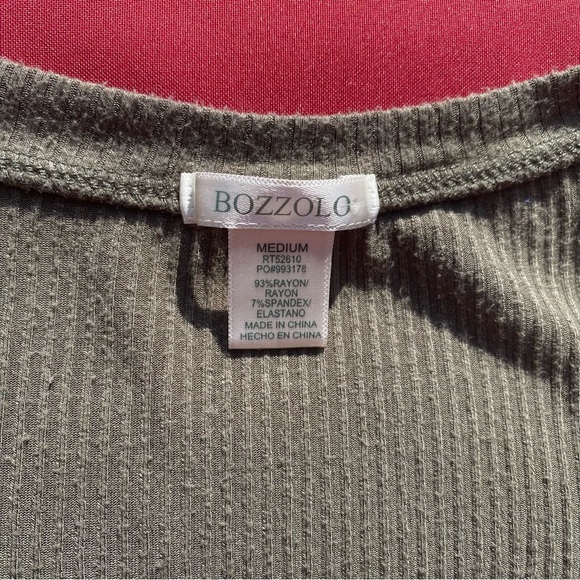 BOZZOLO
MEDIUM
RT52610
PO#993178
93%RAYON/
RAYON
7%SPANDEX/
ELASTANO
MADE IN CHINA
HECHO EN CHINA